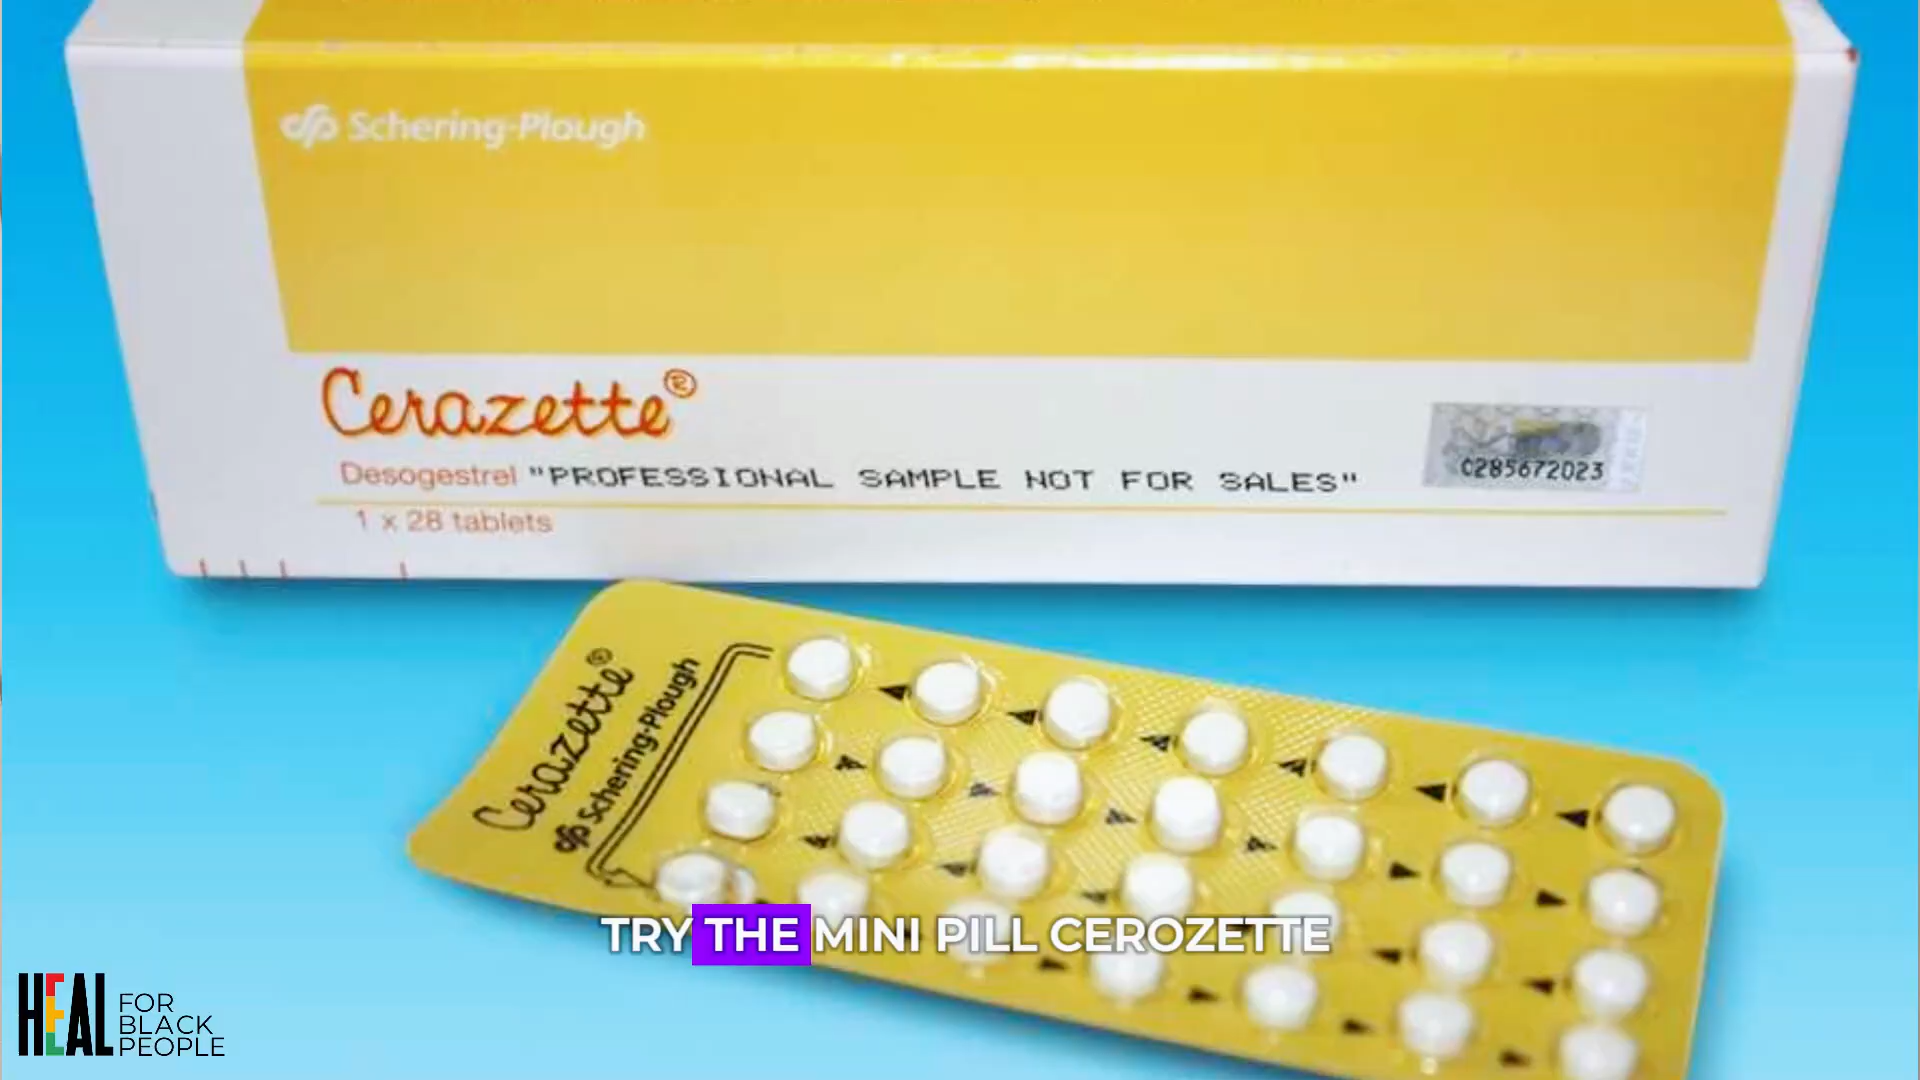 Schering-Plough
Cerazette®
Desogestrel "PROFESSIONAL SAMPLE NOT FOR SALES"
C285672023
1 x 28 tablets
Cerazette®
Schering-Plough
TRY THE MINI PILL CEROZETTE
HEAL FOR
BLACK
PEOPLE